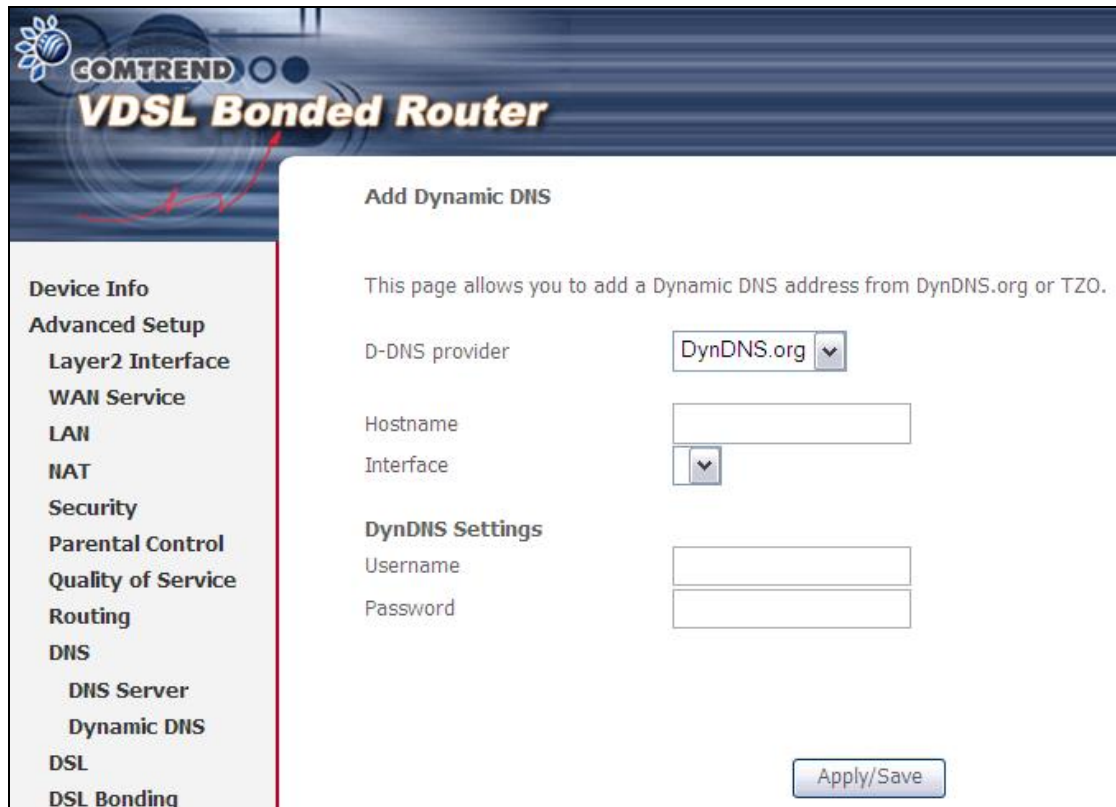 COMTREND
VDSL Bonded Router
Device Info
Advanced Setup
Layer2 Interface
WAN Service
LAN
NAT
Security
Parental Control
Quality of Service
Routing
DNS
DNS Server
Dynamic DNS
DSL
DSL Bonding
Add Dynamic DNS
This page allows you to add a Dynamic DNS address from DynDNS.org or TZO.
D-DNS provider DynDNS.org
Hostname
Interface
DynDNS Settings
Username
Password
Apply/Save